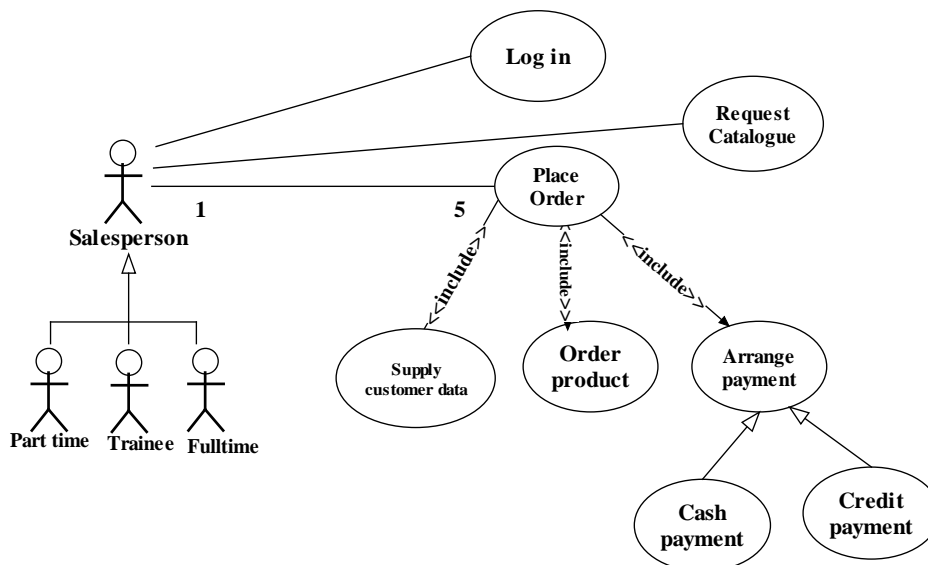 Log in
Request
Catalogue
Place
Order
1
5
Salesperson
<<include>>
<<include>>
<<include>>
Supply
customer data
Order
product
Arrange
payment
Part time
Trainee
Fulltime
Cash
payment
Credit
payment